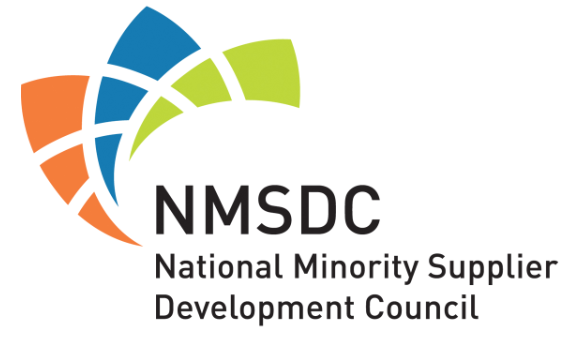 NMSDC
National Minority Supplier
Development Council